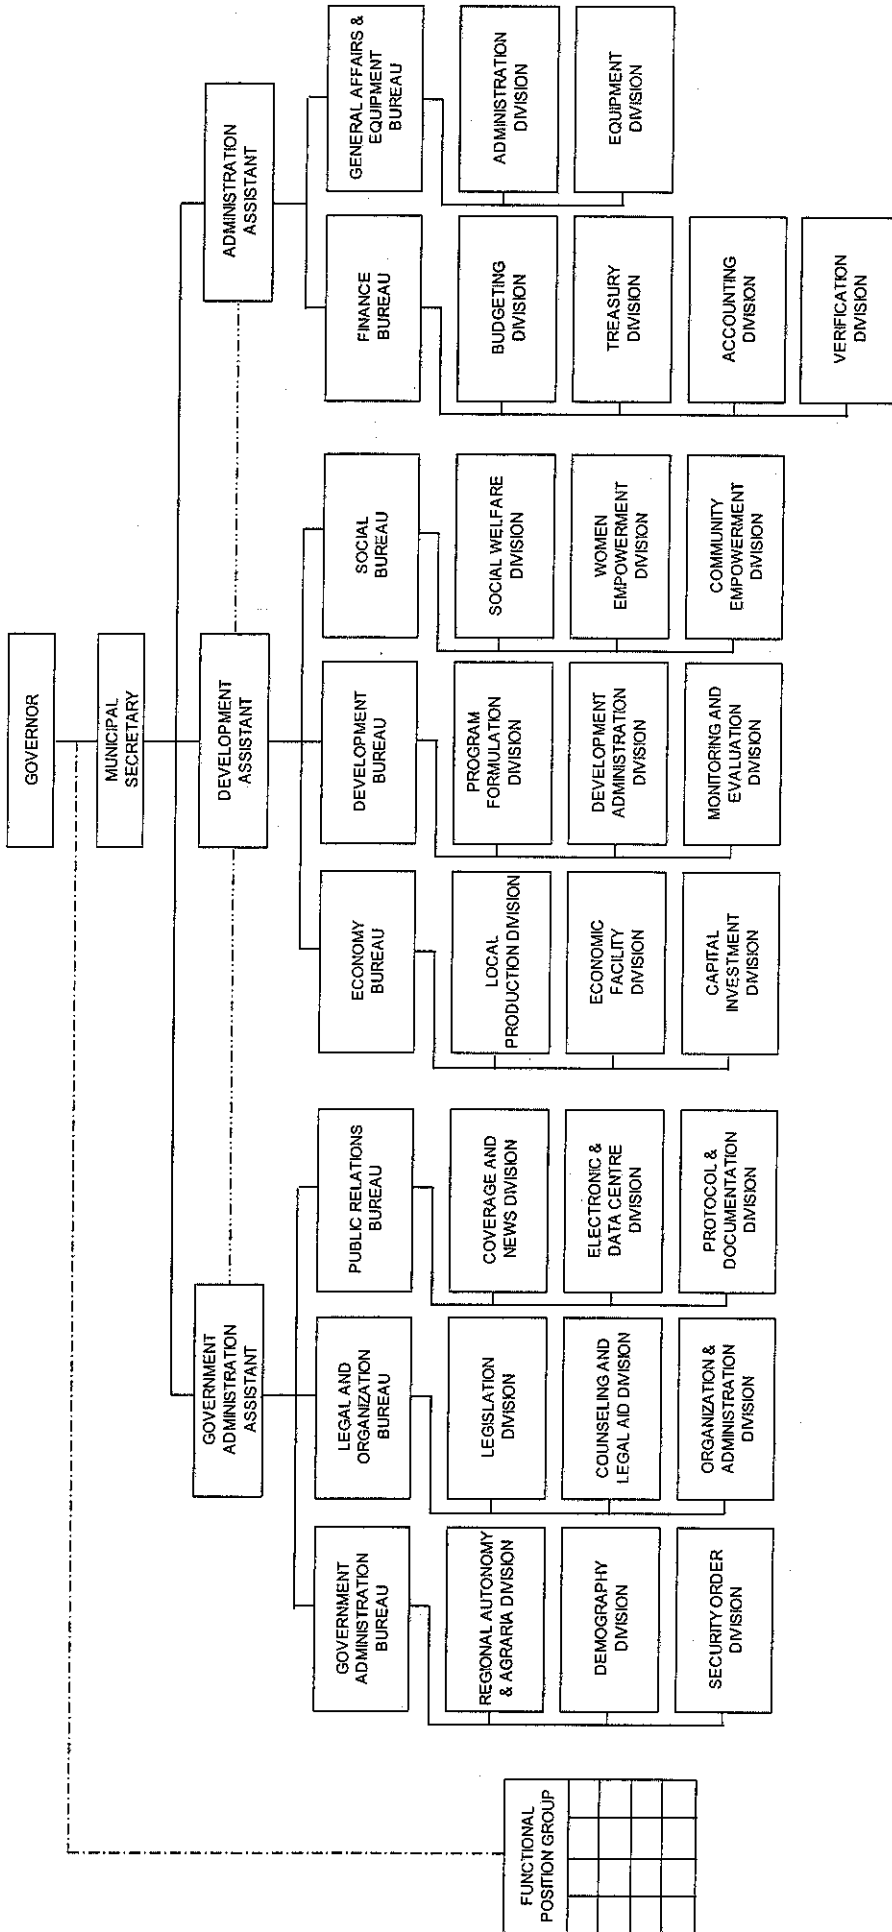 GOVERNOR
MUNICIPAL
SECRETARY
GOVERNMENT
ADMINISTRATION
ASSISTANT
DEVELOPMENT
ASSISTANT
ADMINISTRATION
ASSISTANT
GOVERNMENT
ADMINISTRATION
BUREAU
LEGAL AND
ORGANIZATION
BUREAU
PUBLIC RELATIONS
BUREAU
ECONOMY
BUREAU
DEVELOPMENT
BUREAU
SOCIAL
BUREAU
FINANCE
BUREAU
GENERAL AFFAIRS &
EQUIPMENT
BUREAU
FUNCTIONAL
POSITION GROUP
REGIONAL AUTONOMY
& AGRARIA DIVISION
DEMOGRAPHY
DIVISION
SECURITY ORDER
DIVISION
LEGISLATION
DIVISION
COUNSELING AND
LEGAL AID DIVISION
ORGANIZATION &
ADMINISTRATION
DIVISION
COVERAGE AND
NEWS DIVISION
ELECTRONIC &
DATA CENTRE
DIVISION
PROTOCOL &
DOCUMENTATION
DIVISION
LOCAL
PRODUCTION DIVISION
ECONOMIC
FACILITY
DIVISION
CAPITAL
INVESTMENT
DIVISION
PROGRAM
FORMULATION
DIVISION
DEVELOPMENT
ADMINISTRATION
DIVISION
MONITORING AND
EVALUATION
DIVISION
SOCIAL WELFARE
DIVISION
WOMEN
EMPOWERMENT
DIVISION
COMMUNITY
EMPOWERMENT
DIVISION
BUDGETING
DIVISION
TREASURY
DIVISION
ACCOUNTING
DIVISION
VERIFICATION
DIVISION
ADMINISTRATION
DIVISION
EQUIPMENT
DIVISION